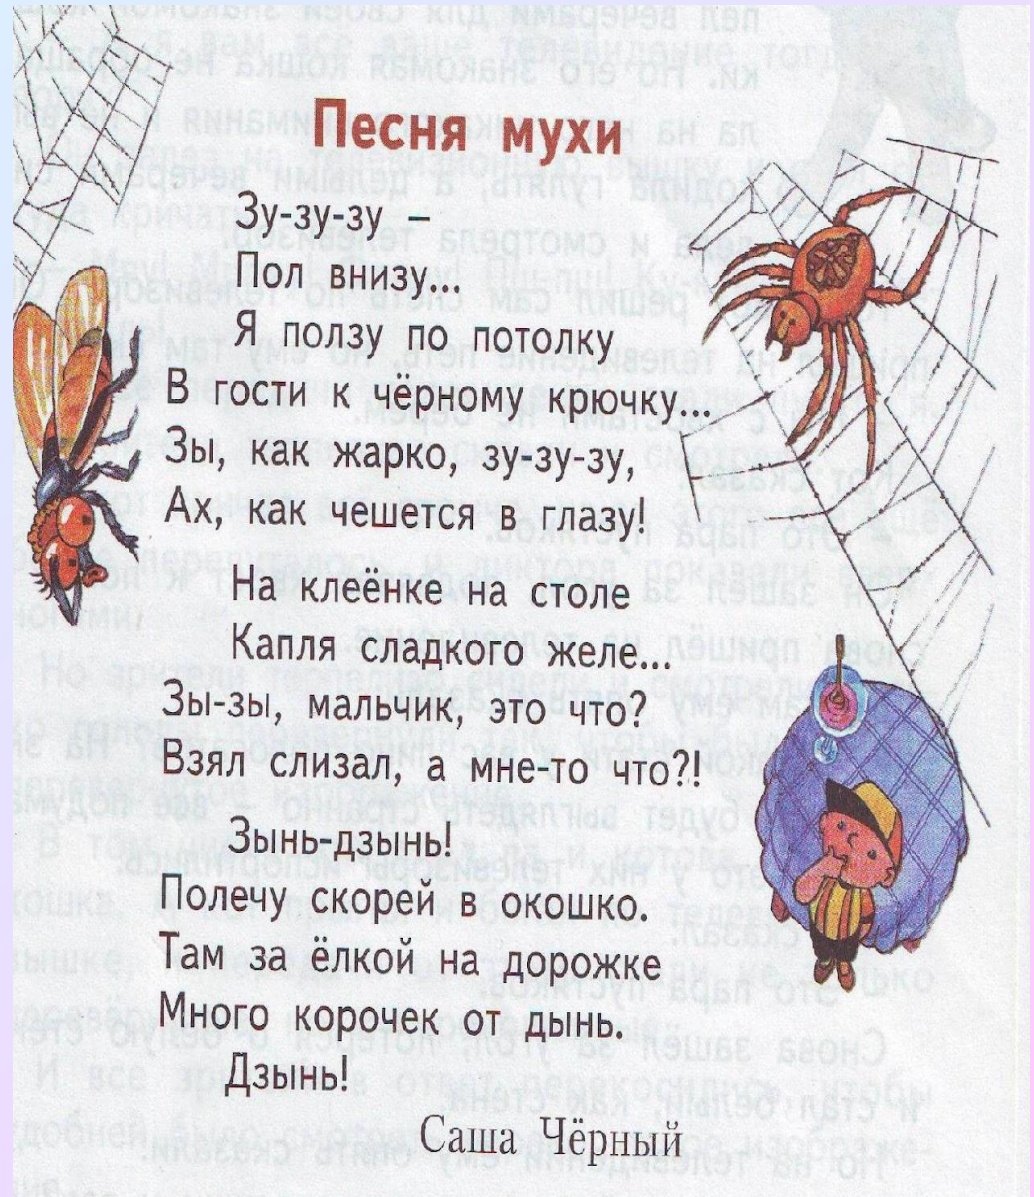 Песня мухи
Зу-зу-зу –
Пол внизу...
Я ползу по потолку
В гости к чёрному крючку...
Зы, как жарко, зу-зу-зу,
Ах, как чешется в глазу!
На клеёнке на столе
Капля сладкого желе...
Зы-зы, мальчик, это что?
Взял слизал, а мне-то что?!
Зынь-дзынь!
Полечу скорей в окошко.
Там за ёлкой на дорожке
Много корочек от дынь.
Дзынь!
Саша Чёрный